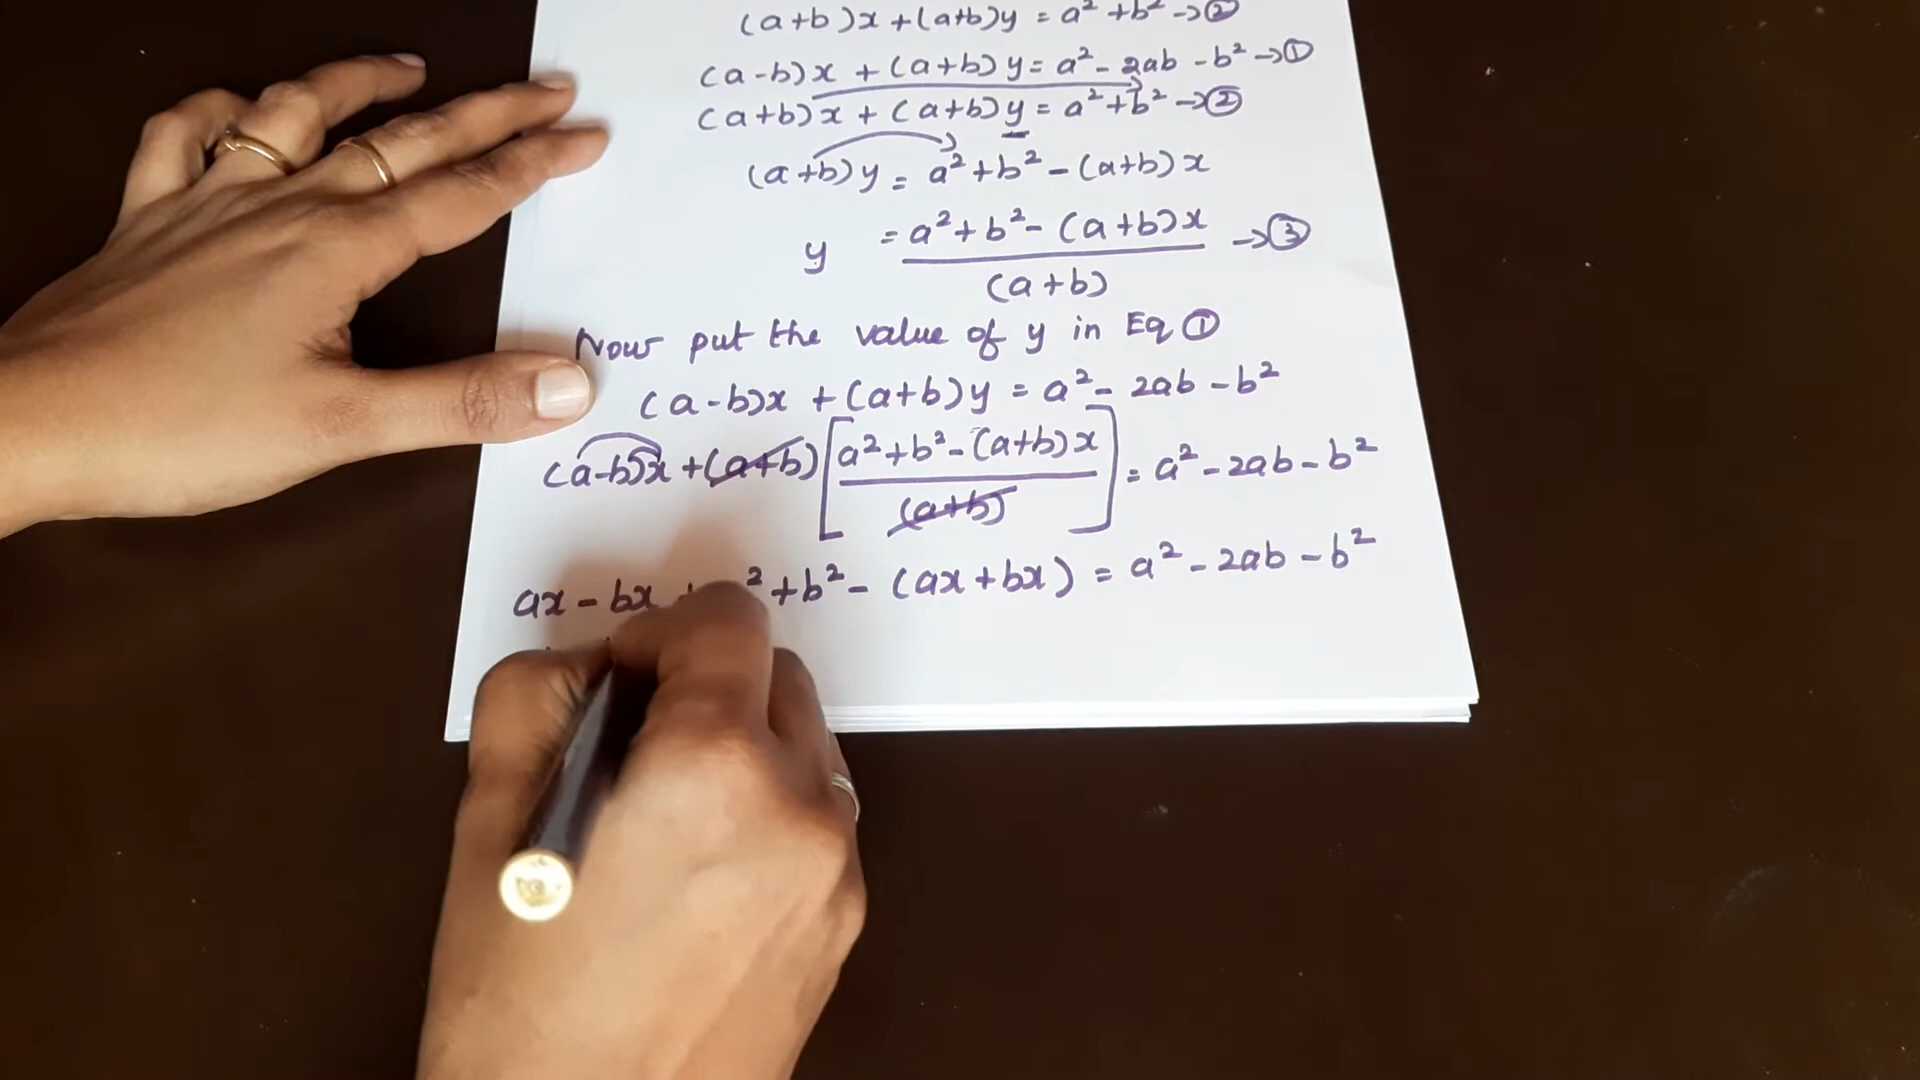 (a+b)x+(a+b)y = a²+b² →②
(a-b)x + (a+b)y = a² - 2ab - b² →①
(a+b)x + (a+b)y = a²+b² →②
(a+b)y = a²+b² - (a+b)x
y = a²+b² - (a+b)x →③
(a+b)
Now put the value of y in Eq ①
(a-b)x + (a+b)y = a² - 2ab - b²
(a-b)x + (a+b) [a²+b² - (a+b)x] = a² - 2ab - b²
(a+b)
ax - bx + ² + b² - (ax + bx) = a² - 2ab - b²